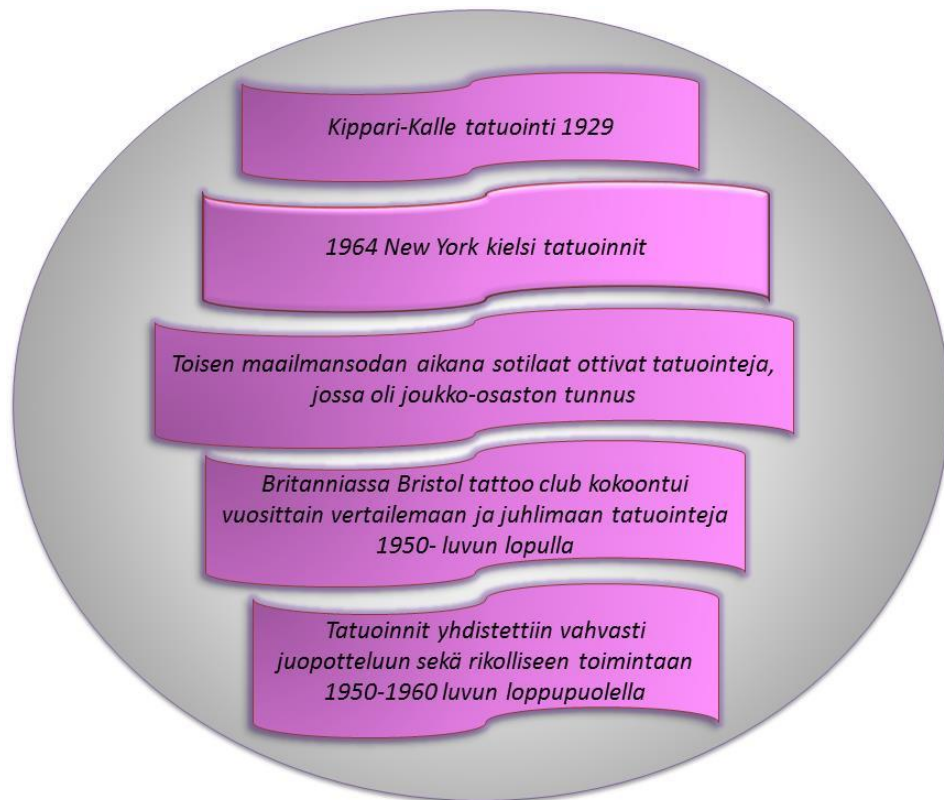 Kippari-Kalle tatuointi 1929
1964 New York kielsi tatuoinnit
Toisen maailmansodan aikana sotilaat ottivat tatuointeja,
jossa oli joukko-osaston tunnus
Britanniassa Bristol tattoo club kokoontui
vuosittain vertailemaan ja juhlimaan tatuointeja
1950- luvun lopulla
Tatuoinnit yhdistettiin vahvasti
juopotteluun sekä rikolliseen toimintaan
1950-1960 luvun loppupuolella